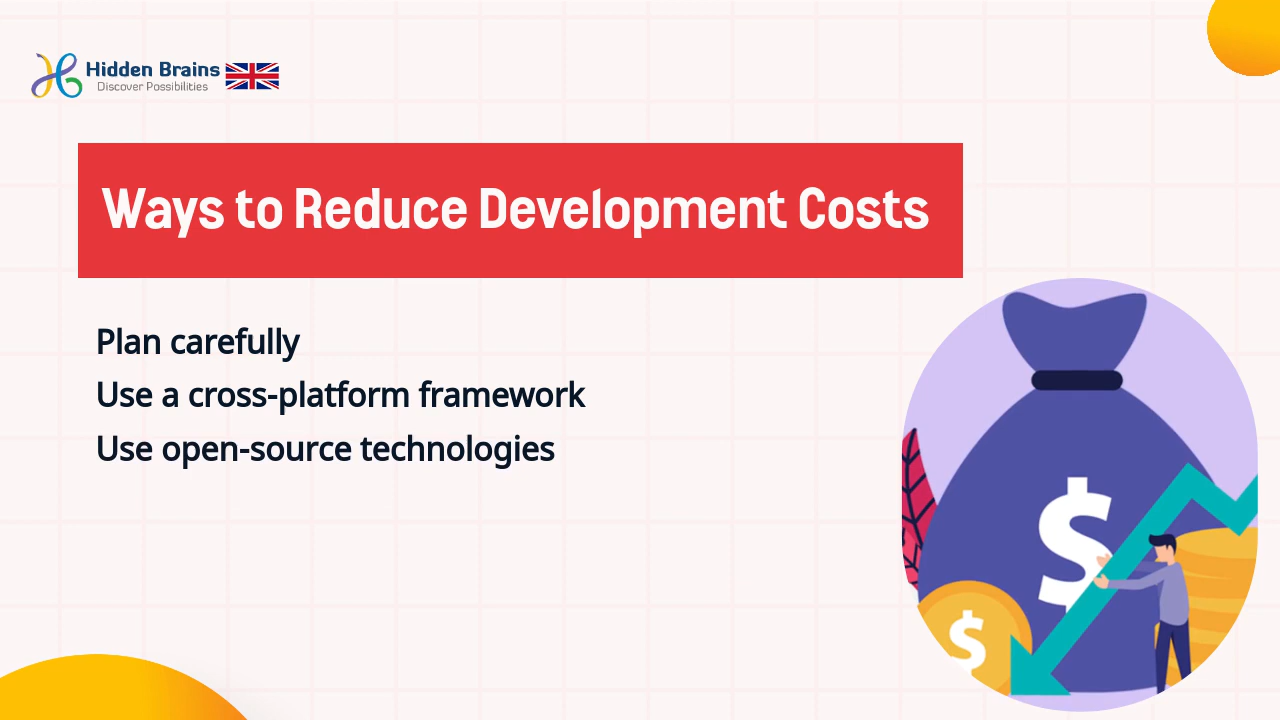 Hidden Brains
Discover Possibilities
Ways to Reduce Development Costs
Plan carefully
Use a cross-platform framework
Use open-source technologies
$
$